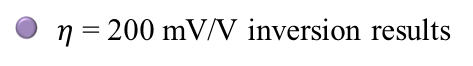 η = 200 mV/V inversion results